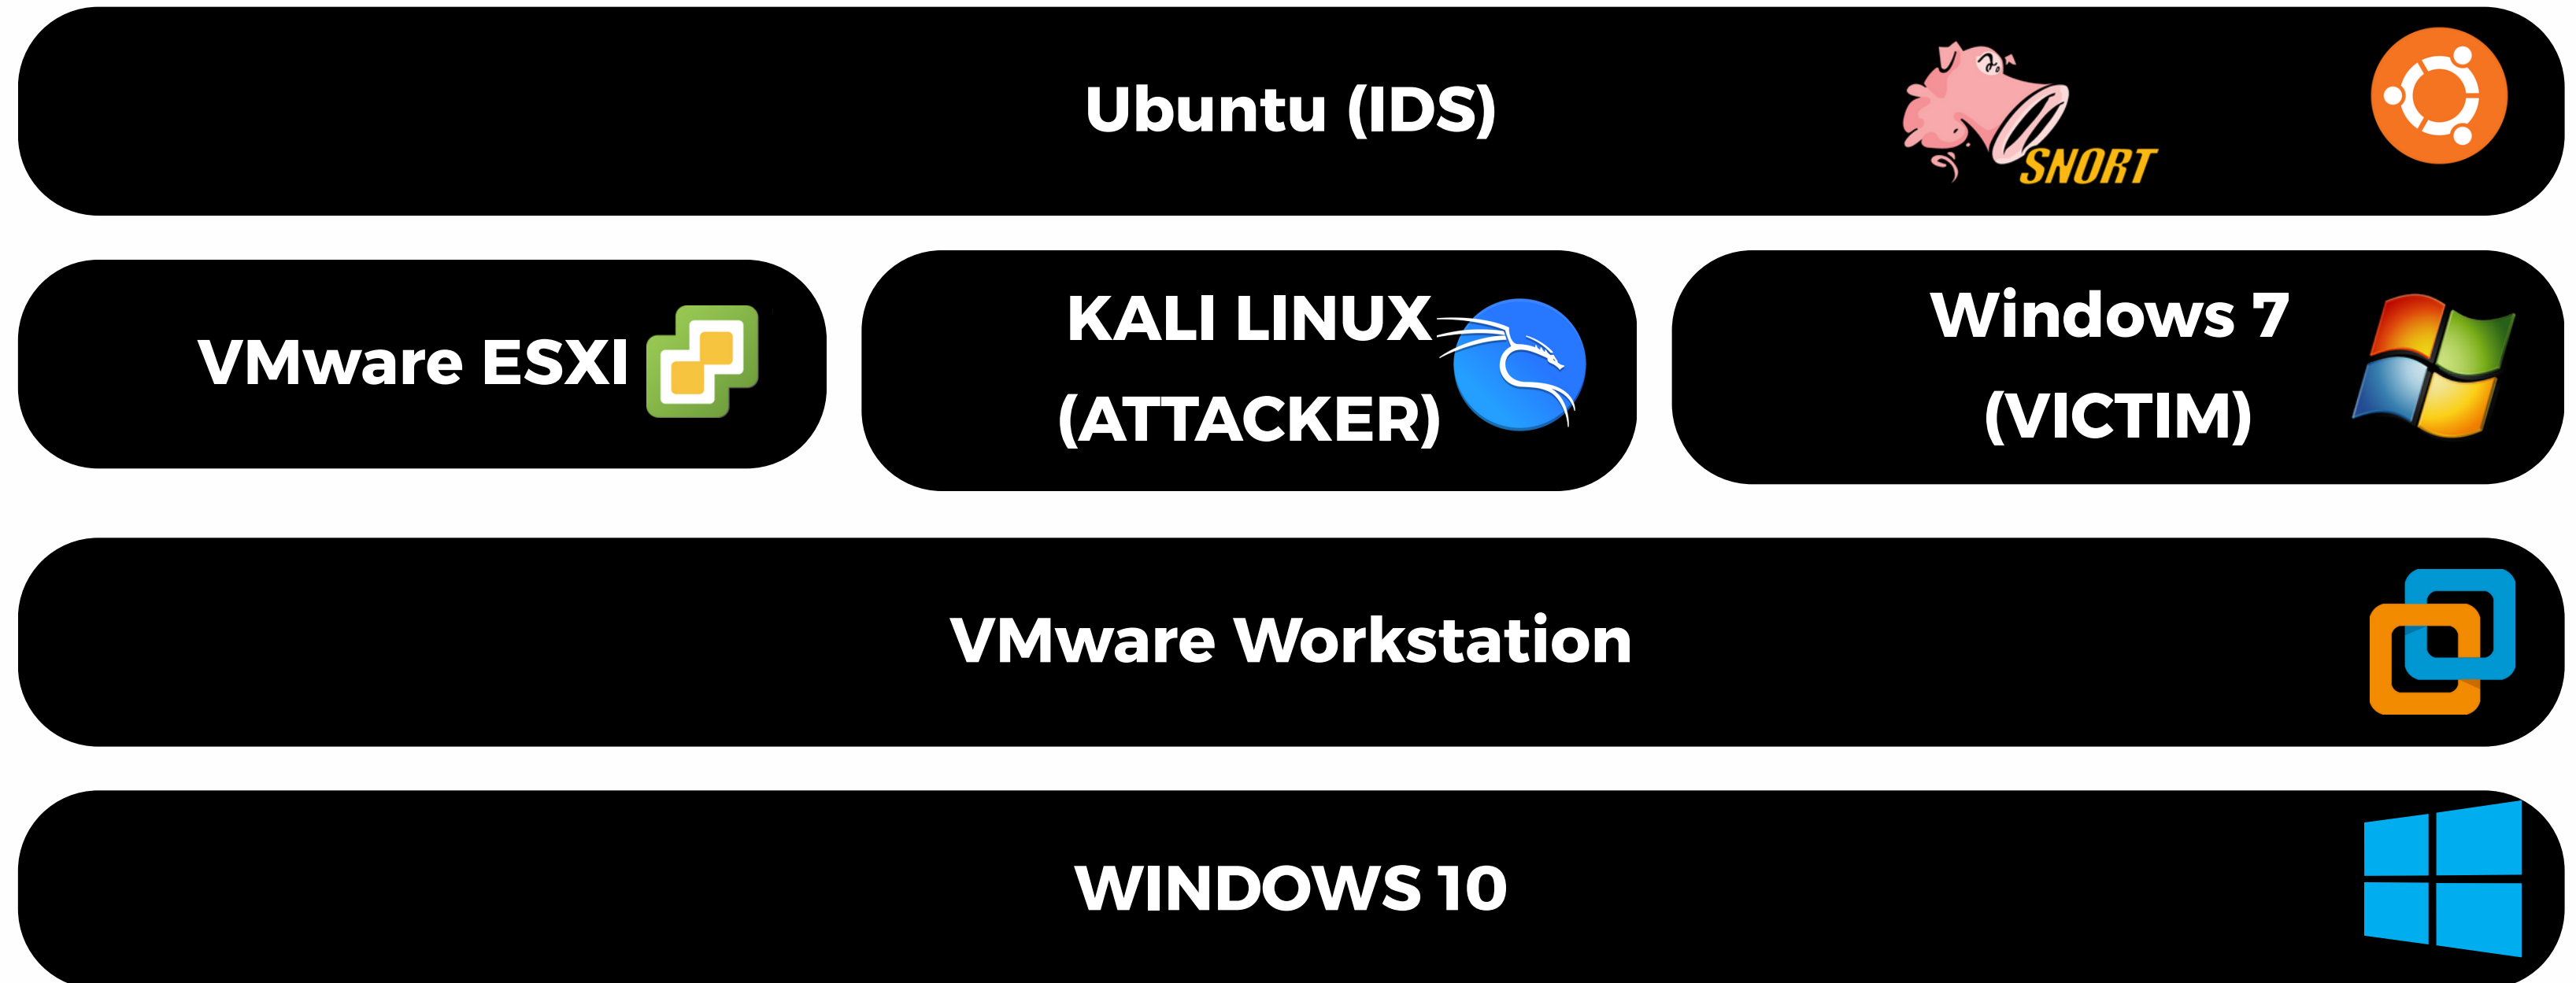 Ubuntu (IDS)
SNORT
VMware ESXI
KALI LINUX
(ATTACKER)
Windows 7
(VICTIM)
VMware Workstation
WINDOWS 10